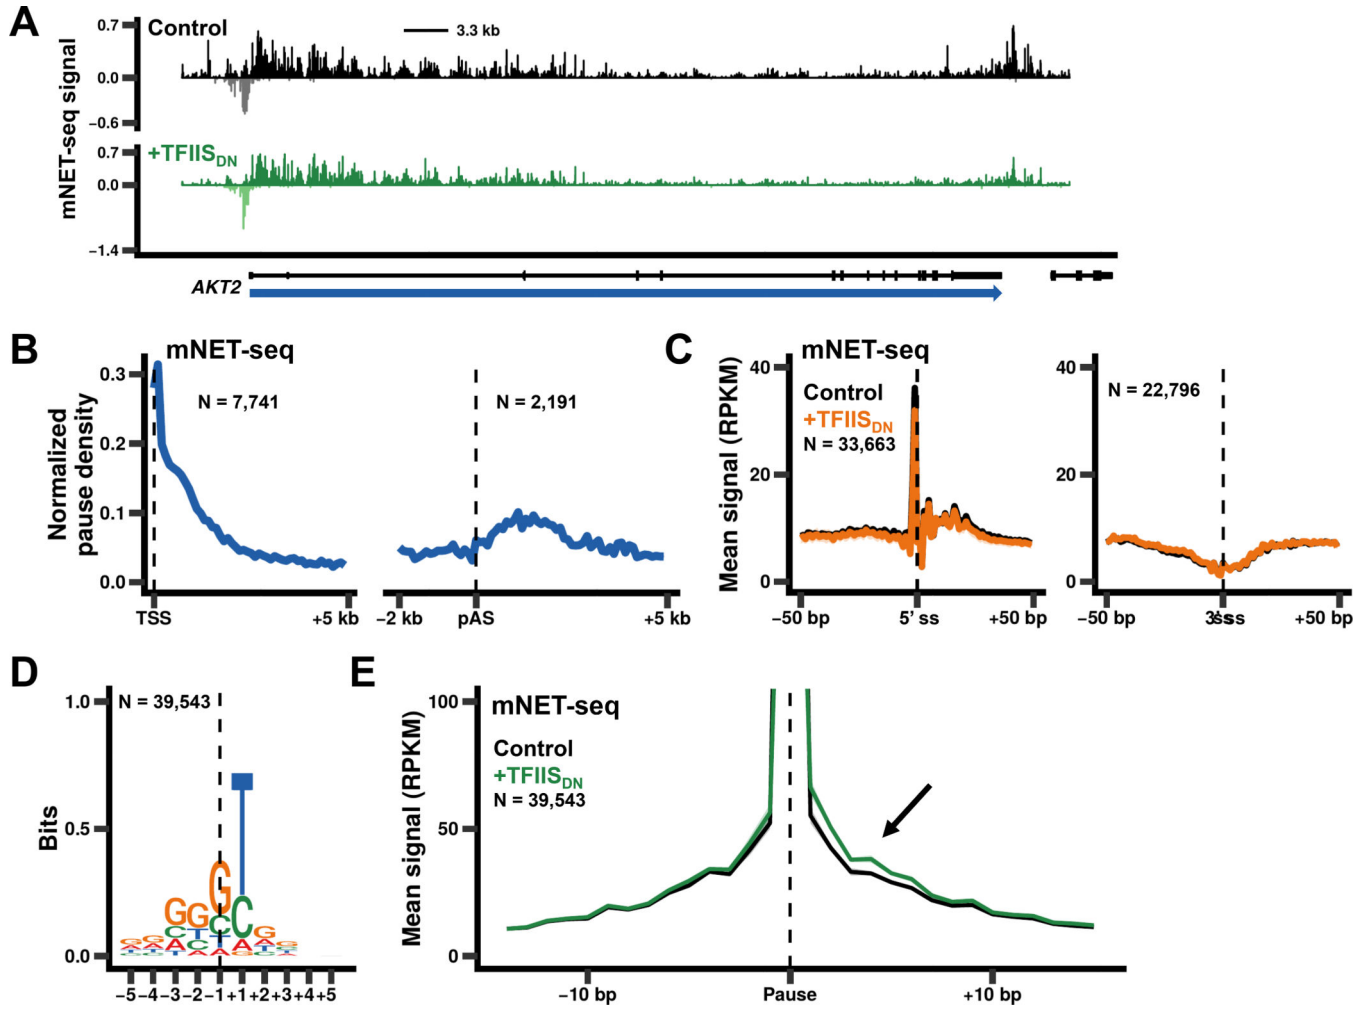 A
Control
3.3 kb
0.7
0.0
−0.6
+TFIISDN
0.7
0.0
−1.4
mNET-seq signal
AKT2
B
mNET-seq
N = 7,741
N = 2,191
Normalized
pause density
0.3
0.2
0.1
0.0
TSS
+5 kb
−2 kb
pAS
+5 kb
C
mNET-seq
Control
+TFIISDN
N = 33,663
N = 22,796
Mean signal (RPKM)
40
20
0
40
20
0
−50 bp
5' ss
+50 bp
−50 bp
+50 bp
D
N = 39,543
Bits
1.0
0.5
0.0
−5 −4 −3 −2 −1 +1 +2 +3 +4 +5
E
mNET-seq
Control
+TFIISDN
N = 39,543
Mean signal (RPKM)
100
50
0
−10 bp
Pause
+10 bp